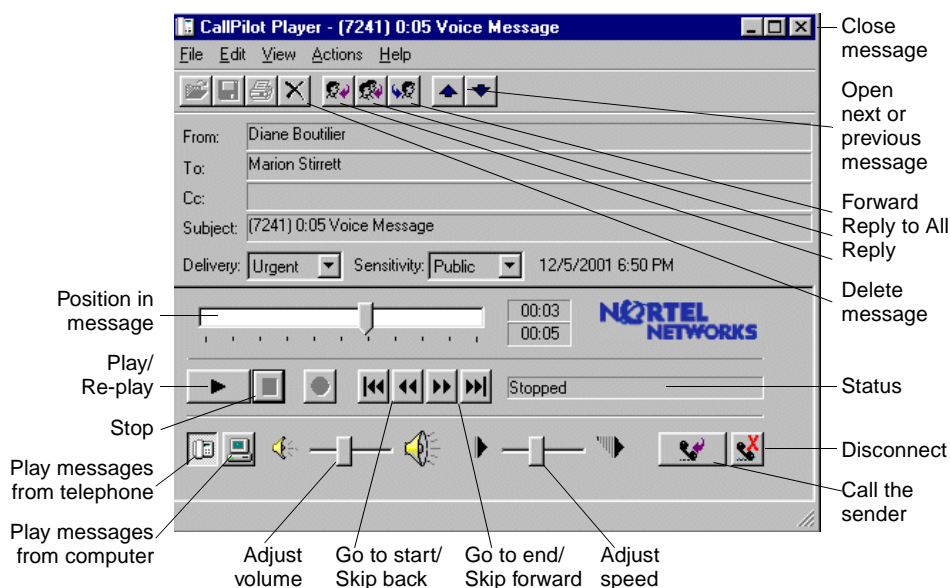 CallPilot Player - (7241) 0:05 Voice Message
File Edit View Actions Help
From: Diane Boutilier
To: Marion Stirrett
Cc:
Subject: (7241) 0:05 Voice Message
Delivery: Urgent Sensitivity: Public 12/5/2001 6:50 PM
00:03
00:05
NORTEL
NETWORKS
Stopped
Close
message
Open
next or
previous
message
Forward
Reply to All
Reply
Delete
message
Status
Disconnect
Call the
sender
Position in
message
Play/
Re-play
Stop
Play messages
from telephone
Play messages
from computer
Adjust
volume
Go to start/
Skip back
Go to end/
Skip forward
Adjust
speed